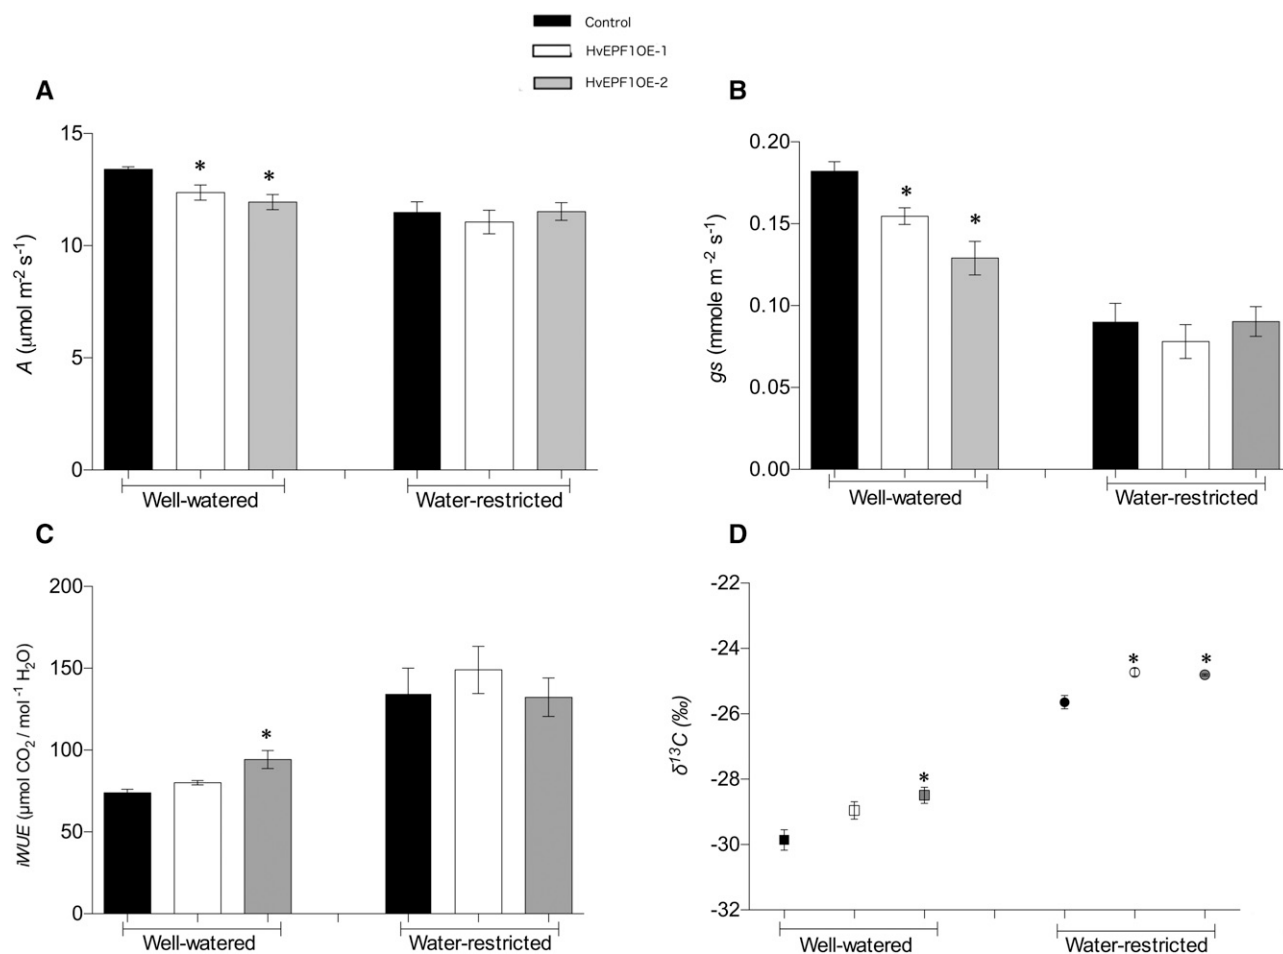 Control
HvEPF1OE-1
HvEPF1OE-2
A
15
10
5
0
A (μmol m-2 s-1)
*
*
Well-watered
Water-restricted
B
0.20
0.15
0.10
0.05
0.00
gs (mmole m -2 s-1)
*
*
Well-watered
Water-restricted
C
200
150
100
50
0
iWUE (μmol CO2 / mol -1 H2O)
*
Well-watered
Water-restricted
D
-22
-24
-26
-28
-30
-32
δ13C (‰)
*
*
*
Well-watered
Water-restricted